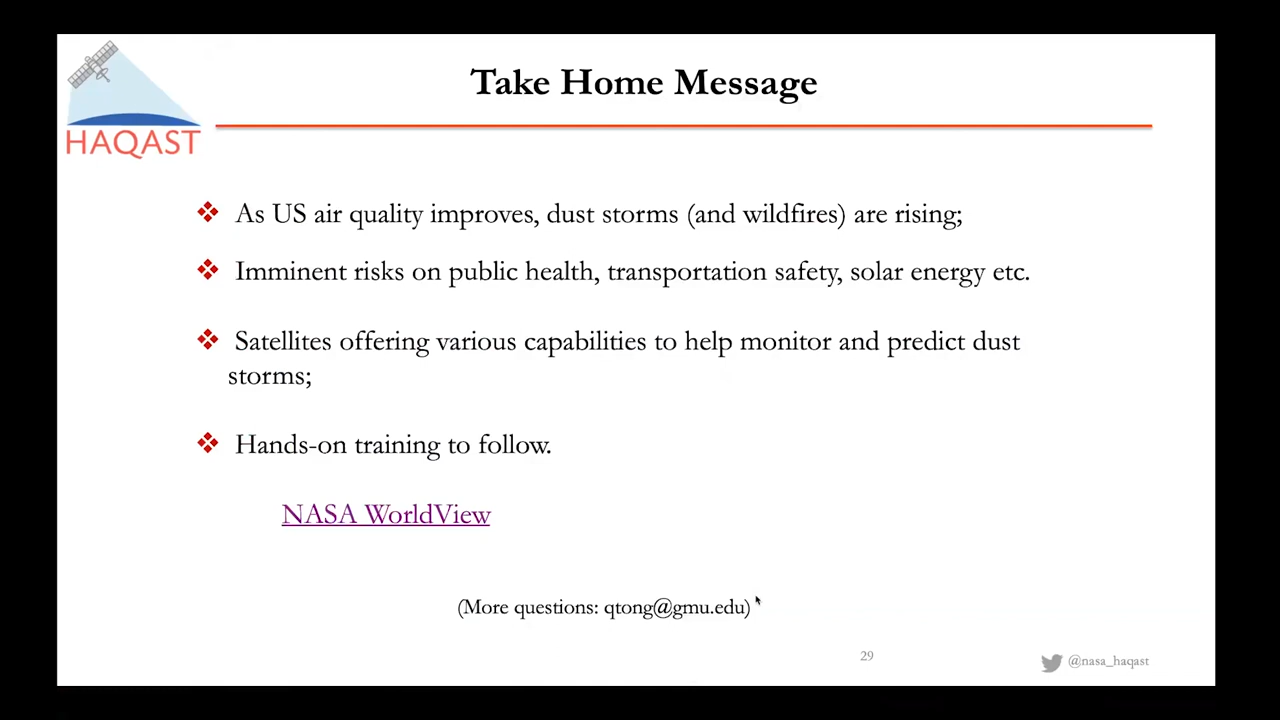 HAQAST
Take Home Message
❖ As US air quality improves, dust storms (and wildfires) are rising;
❖ Imminent risks on public health, transportation safety, solar energy etc.
❖ Satellites offering various capabilities to help monitor and predict dust
storms;
❖ Hands-on training to follow.
NASA WorldView
(More questions: qtong@gmu.edu)
29
@nasa_haqast